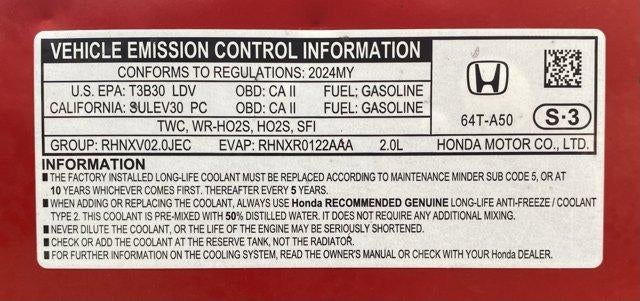 VEHICLE EMISSION CONTROL INFORMATION
CONFORMS TO REGULATIONS: 2024MY
U.S. EPA: T3B30 LDV OBD: CA II FUEL; GASOLINE
CALIFORNIA: SULEV30 PC OBD: CA II FUEL: GASOLINE
TWC, WR-HO2S, HO2S, SFI
GROUP: RHNXV02.0JEC EVAP: RHNXR0122AAA 2.0L
64T-A50 S·3
HONDA MOTOR CO., LTD.
INFORMATION
■ THE FACTORY INSTALLED LONG-LIFE COOLANT MUST BE REPLACED ACCORDING TO MAINTENANCE MINDER SUB CODE 5, OR AT
10 YEARS WHICHEVER COMES FIRST. THEREAFTER EVERY 5 YEARS.
■ WHEN ADDING OR REPLACING THE COOLANT, ALWAYS USE Honda RECOMMENDED GENUINE LONG-LIFE ANTI-FREEZE / COOLANT
TYPE 2. THIS COOLANT IS PRE-MIXED WITH 50% DISTILLED WATER. IT DOES NOT REQUIRE ANY ADDITIONAL MIXING.
■ NEVER DILUTE THE COOLANT, OR THE LIFE OF THE ENGINE MAY BE SERIOUSLY SHORTENED.
■ CHECK OR ADD THE COOLANT AT THE RESERVE TANK, NOT THE RADIATOR.
■ FOR FURTHER INFORMATION ON THE COOLING SYSTEM, READ THE OWNER'S MANUAL OR CHECK WITH YOUR Honda DEALER.